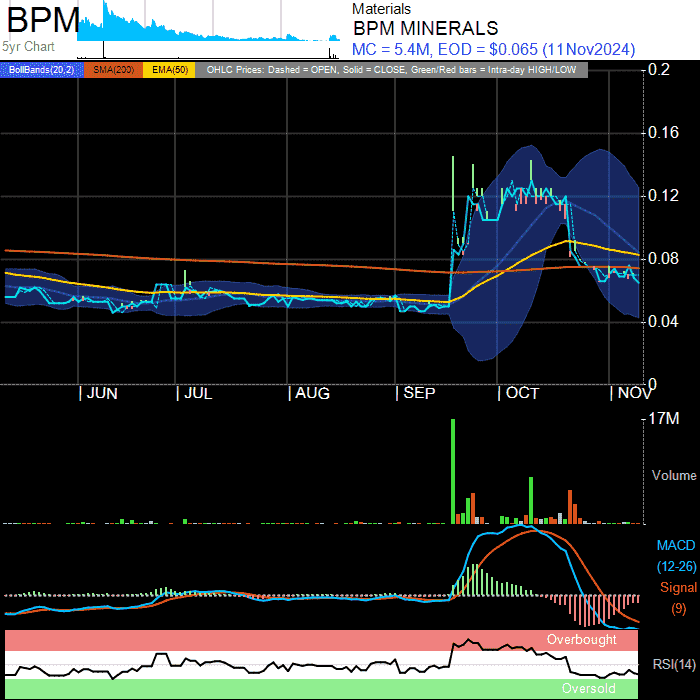 BPM
5yr Chart
Materials
BPM MINERALS
MC = 5.4M, EOD = $0.065 (11Nov2024)
BollBands(20,2) SMA(200) EMA(50) OHLC Prices: Dashed = OPEN, Solid = CLOSE, Green/Red bars = Intra-day HIGH/LOW
0.2
0.16
0.12
0.08
0.04
0
JUN JUL AUG SEP OCT NOV
17M
Volume
MACD
(12-26)
Signal
(9)
Overbought
RSI(14)
Oversold